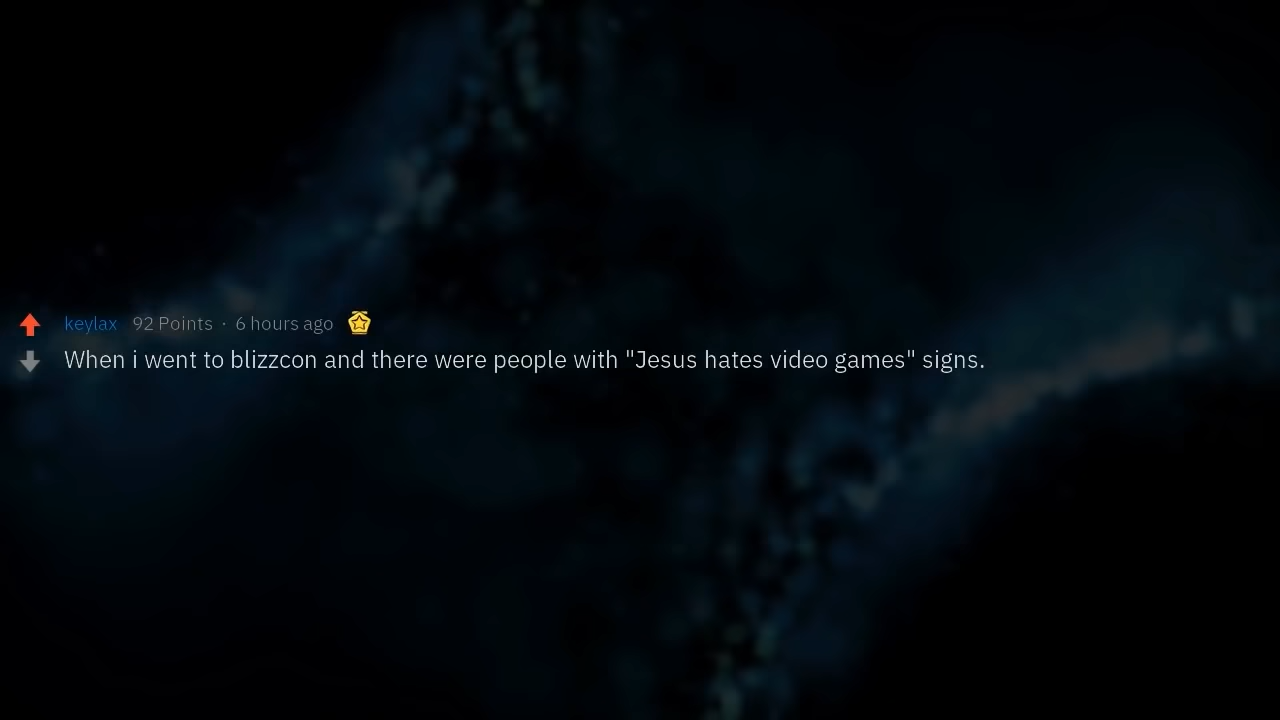 keylax 92 Points · 6 hours ago
When i went to blizzcon and there were people with "Jesus hates video games" signs.